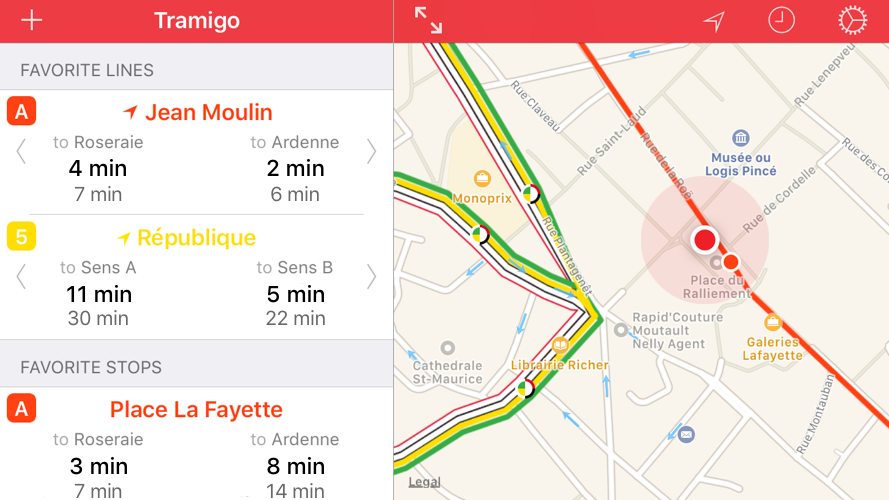 Tramigo
FAVORITE LINES
A
Jean Moulin
to Roseraie
to Ardenne
4 min
2 min
7 min
6 min
5
République
to Sens A
to Sens B
11 min
5 min
30 min
22 min
FAVORITE STOPS
A
Place La Fayette
to Roseraie
to Ardenne
3 min
8 min
7 min
14 min
Rue Claveau
Rue Lenepveu
Rue Saint-Laud
Rue de la Roë
Musée ou
Logis Pincé
Rue des
Monoprix
Rue de Cordelle
Rue Plantagenêt
Place du
Ralliement
Rapid'Couture
Moutault
Nelly Agent
Galeries
Lafayette
Librairie Richer
Cathedrale
St-Maurice
Rue Montauban
Legal